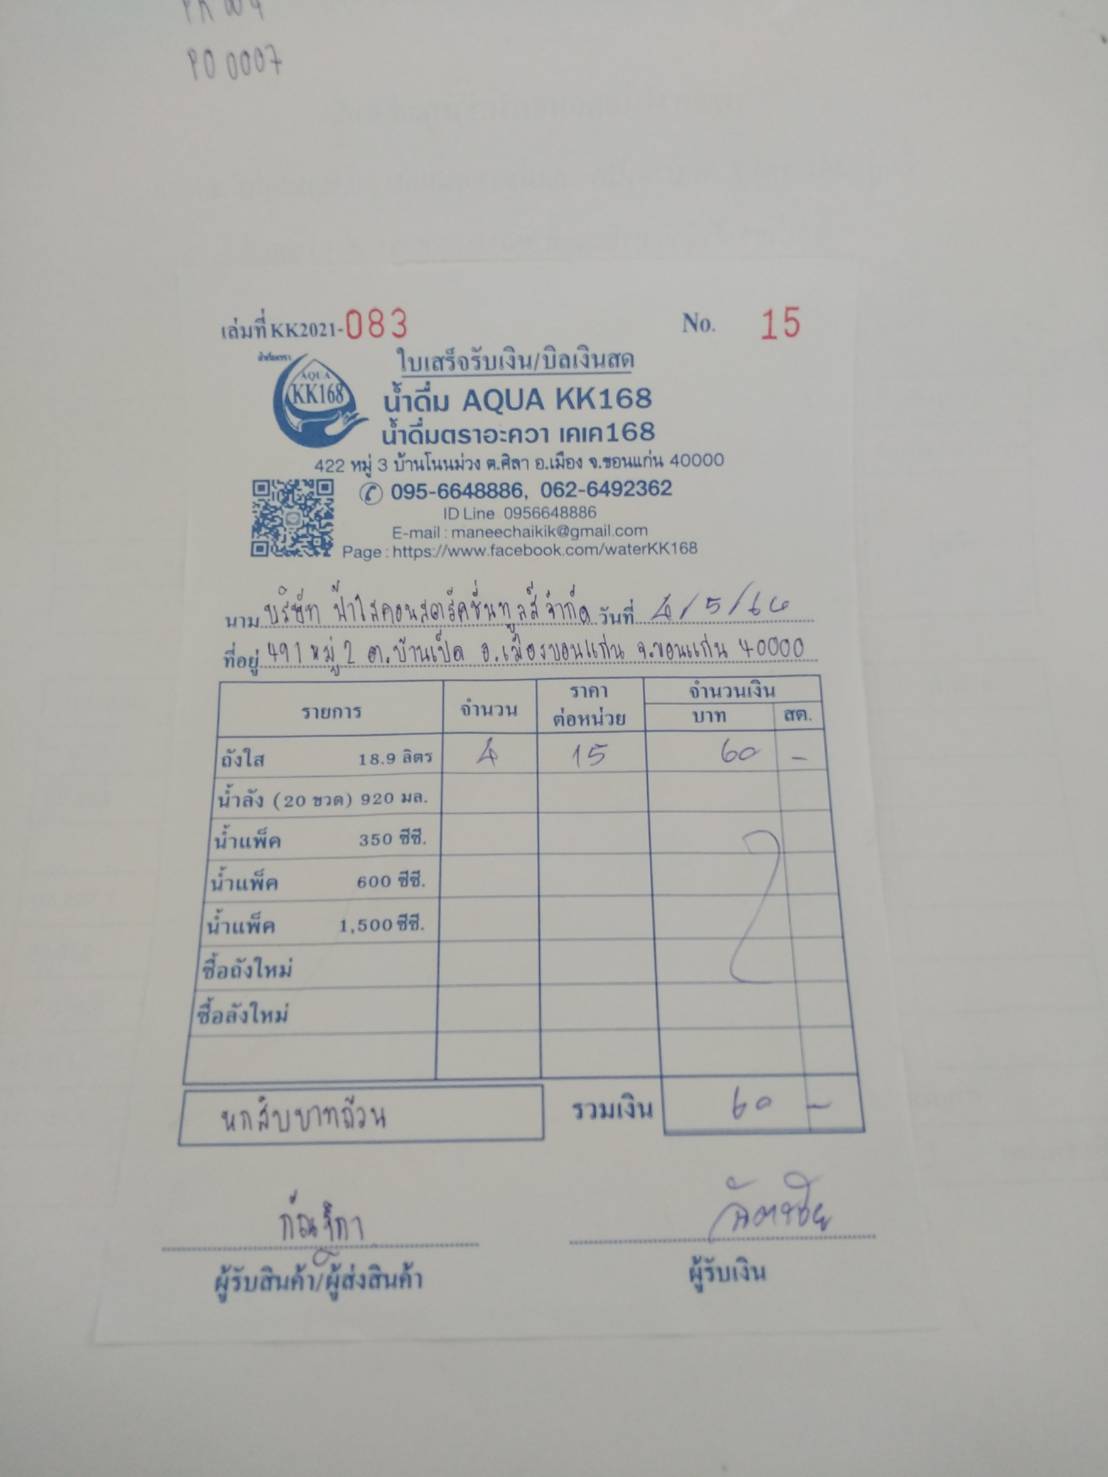 PO 0007
เล่มที่ KK2021-083 No. 15
ใบเสร็จรับเงิน/บิลเงินสด
AQUA
KK168
น้ำดื่ม AQUA KK168
น้ำดื่มตราอะควา เคเค168
422 หมู่ 3 บ้านโนนม่วง ต.ศิลา อ.เมือง จ.ขอนแก่น 40000
095-6648886, 062-6492362
ID Line 0956648886
E-mail : maneechaikik@gmail.com
Page : https://www.facebook.com/waterKK168
นาม บริษัท ฟ้าใสคอนสตรัคชั่นทูลส์ จำกัด วันที่ 4/5/64
ที่อยู่ 491 หมู่ 2 ต.บ้านเป็ด อ.เมืองขอนแก่น จ.ขอนแก่น 40000
รายการ จำนวน ราคาต่อหน่วย จำนวนเงิน
บาท สต.
ถังใส 18.9 ลิตร 4 15 60 -
น้ำลัง (20 ขวด) 920 มล.
น้ำแพ็ค 350 ซีซี.
น้ำแพ็ค 600 ซีซี.
น้ำแพ็ค 1,500 ซีซี.
ซื้อถังใหม่
ซื้อลังใหม่
หกสิบบาทถ้วน รวมเงิน 60 -
ผู้รับสินค้า/ผู้ส่งสินค้า ผู้รับเงิน